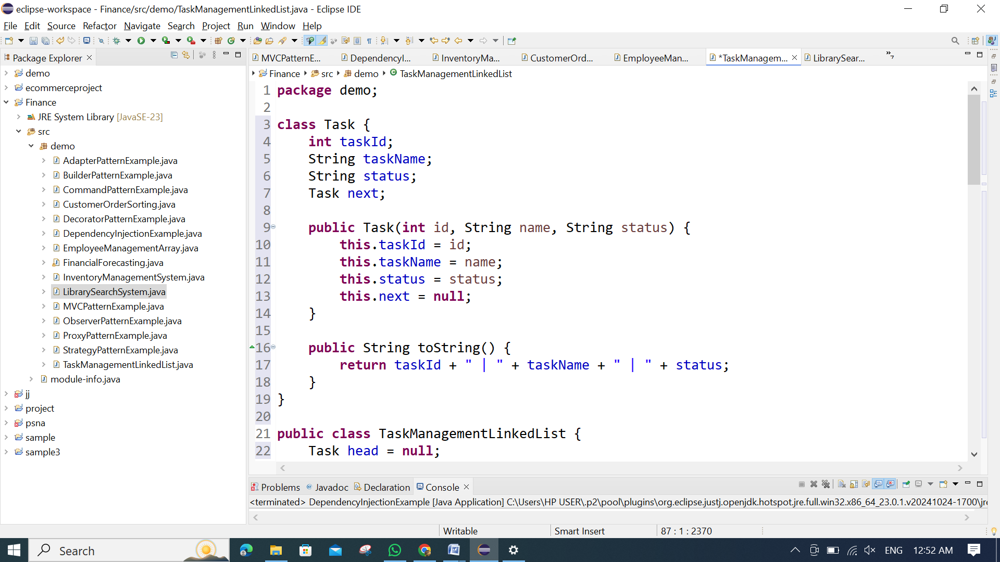 eclipse-workspace - Finance/src/demo/TaskManagementLinkedList.java - Eclipse IDE
File Edit Source Refactor Navigate Search Project Run Window Help
Package Explorer
demo
ecommerceproject
Finance
JRE System Library [JavaSE-23]
src
demo
AdapterPatternExample.java
BuilderPatternExample.java
CommandPatternExample.java
CustomerOrderSorting.java
DecoratorPatternExample.java
DependencyInjectionExample.java
EmployeeManagementArray.java
FinancialForecasting.java
InventoryManagementSystem.java
LibrarySearchSystem.java
MVCPatternExample.java
ObserverPatternExample.java
ProxyPatternExample.java
StrategyPatternExample.java
TaskManagementLinkedList.java
module-info.java
jj
project
psna
sample
sample3
MVCPatternE... DependencyI... InventoryMa... CustomerOrd... EmployeeMan... *TaskManagem... LibrarySear... »7
Finance src demo TaskManagementLinkedList
1 package demo;
2
3 class Task {
4 int taskId;
5 String taskName;
6 String status;
7 Task next;
8
9 public Task(int id, String name, String status) {
10 this.taskId = id;
11 this.taskName = name;
12 this.status = status;
13 this.next = null;
14 }
15
16 public String toString() {
17 return taskId + " | " + taskName + " | " + status;
18 }
19 }
20
21 public class TaskManagementLinkedList {
22 Task head = null;
Problems @ Javadoc Declaration Console
<terminated> DependencyInjectionExample [Java Application] C:\Users\HP USER\.p2\pool\plugins\org.eclipse.justj.openjdk.hotspot.jre.full.win32.x86_64_23.0.1.v20241024-1700\jre
Writable Smart Insert 87 : 1 : 2370
Search ENG 12:52 AM